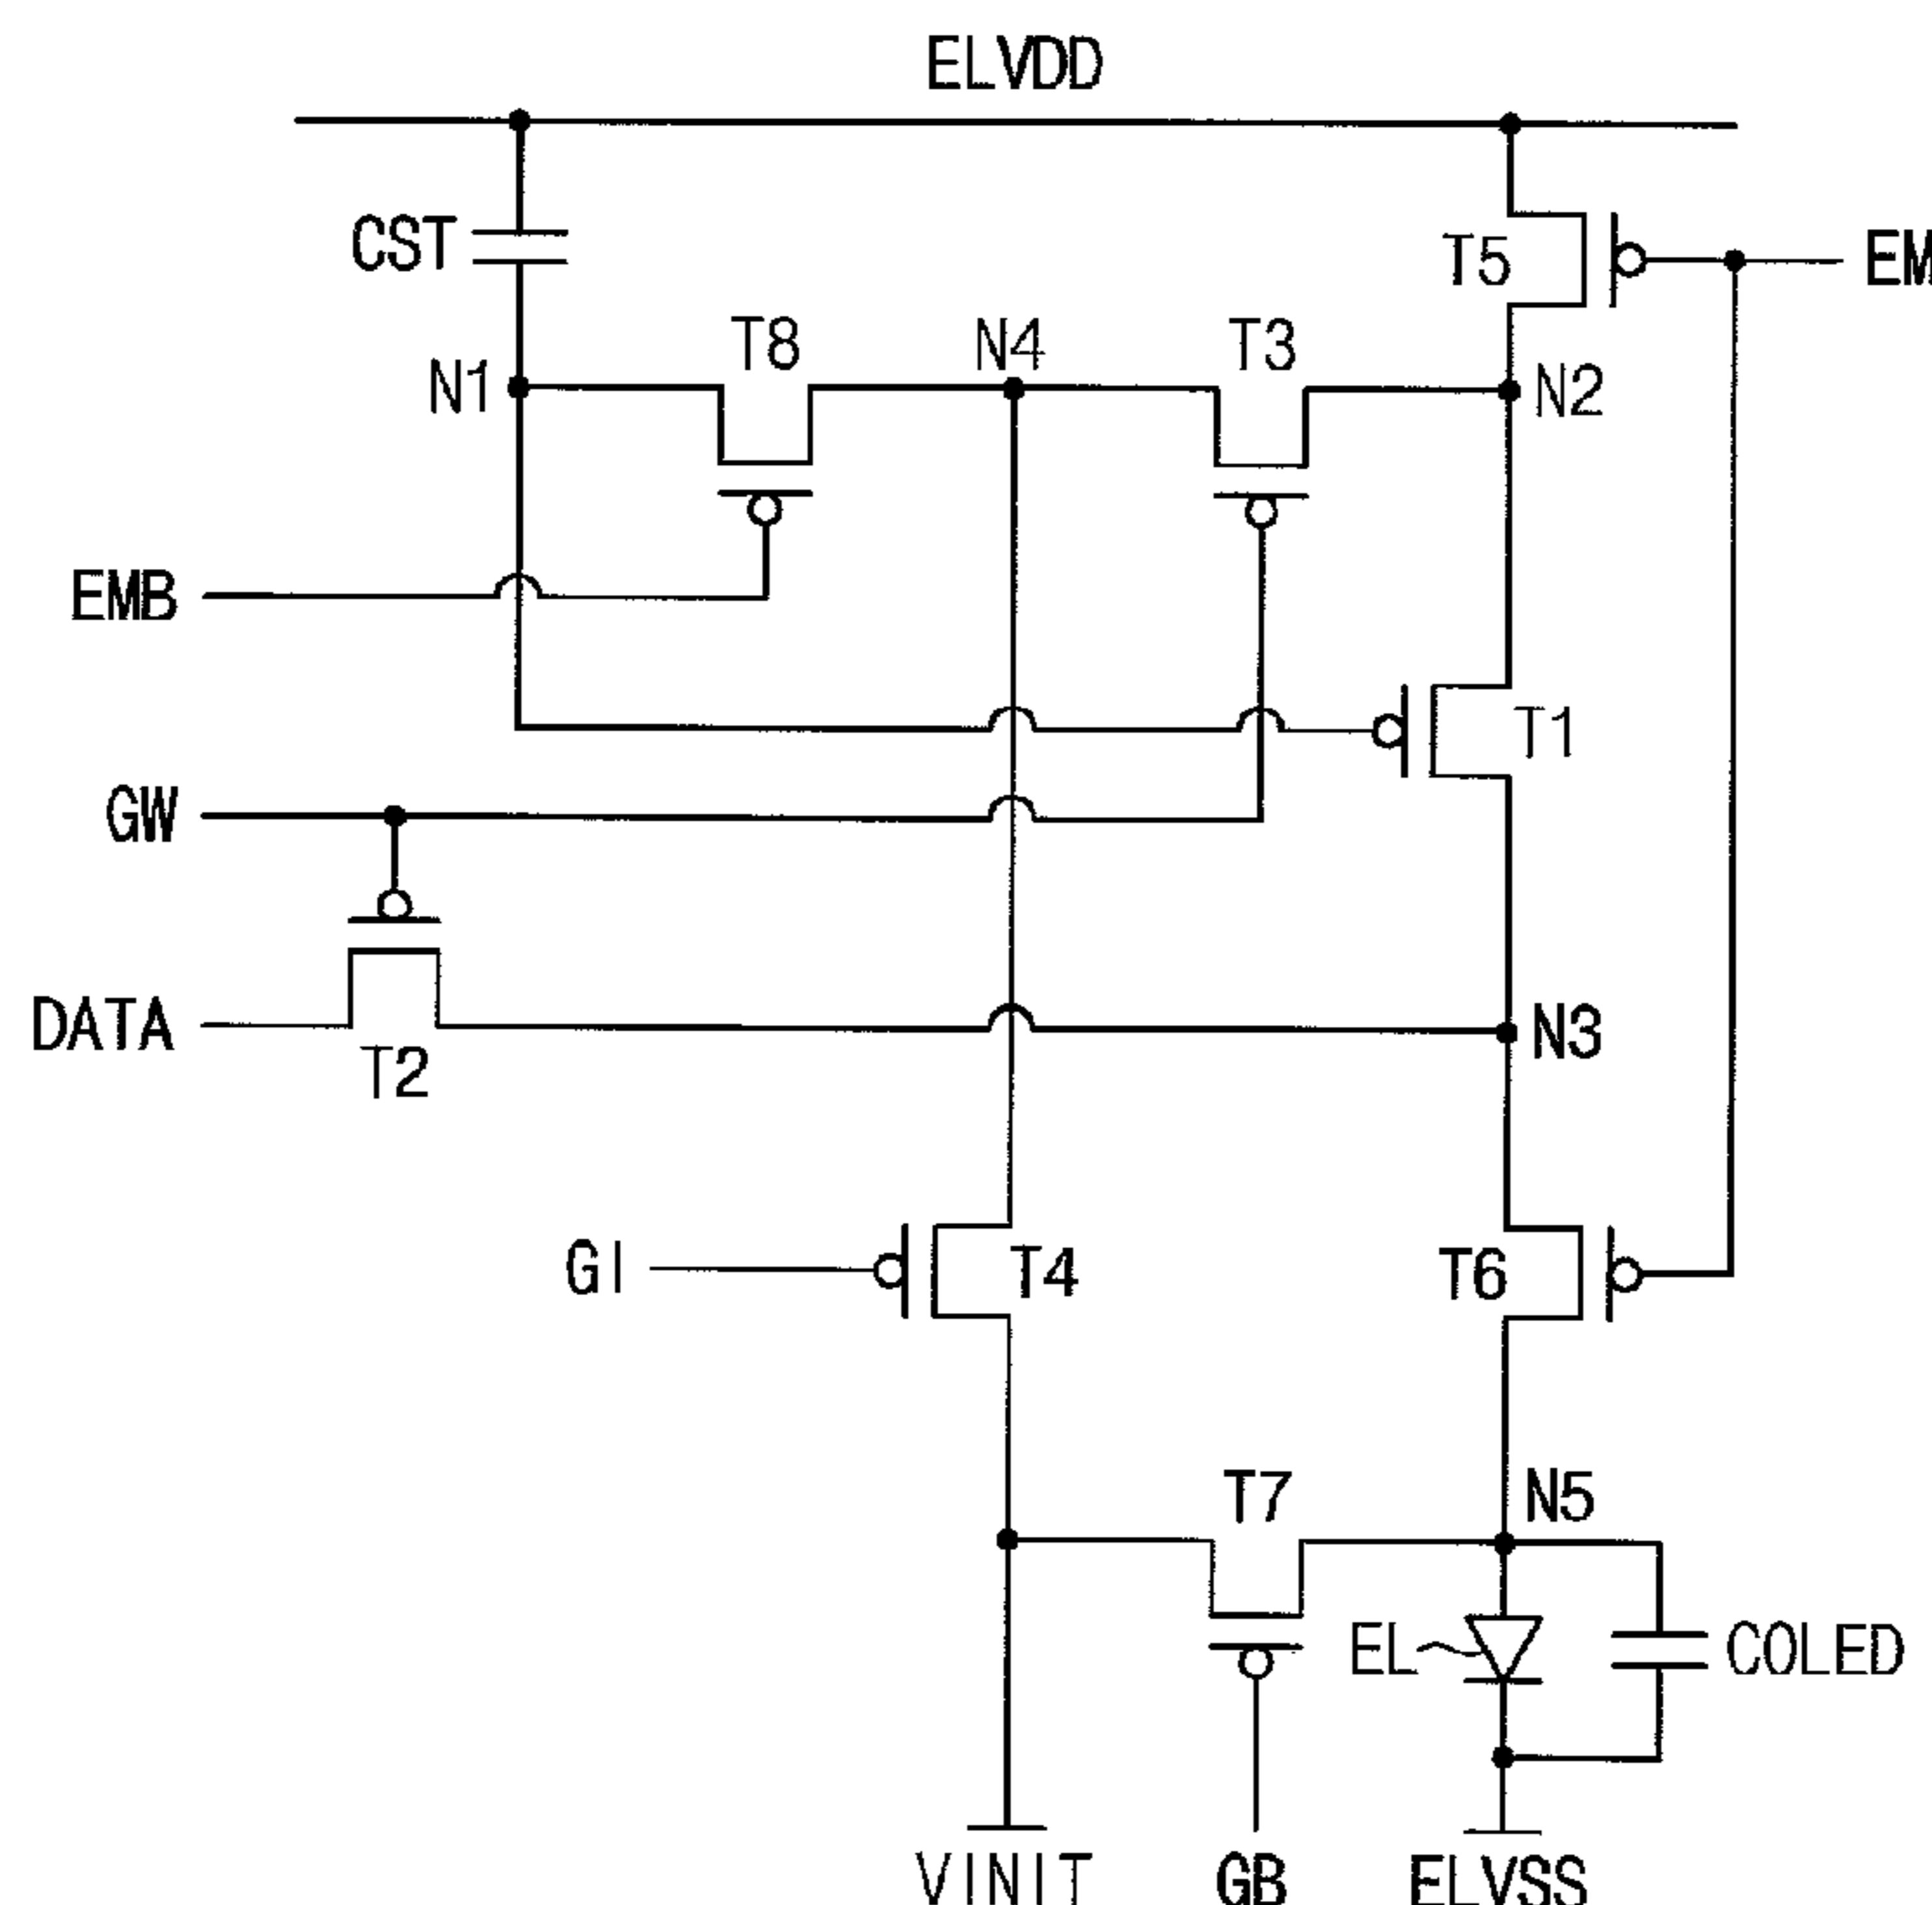 ELVDD
CST
T5
EM
T8
N4
T3
N1
N2
EMB
T1
GW
DATA
N3
T2
GI
T4
T6
T7
N5
EL
COLED
VINIT
GB
ELVSS